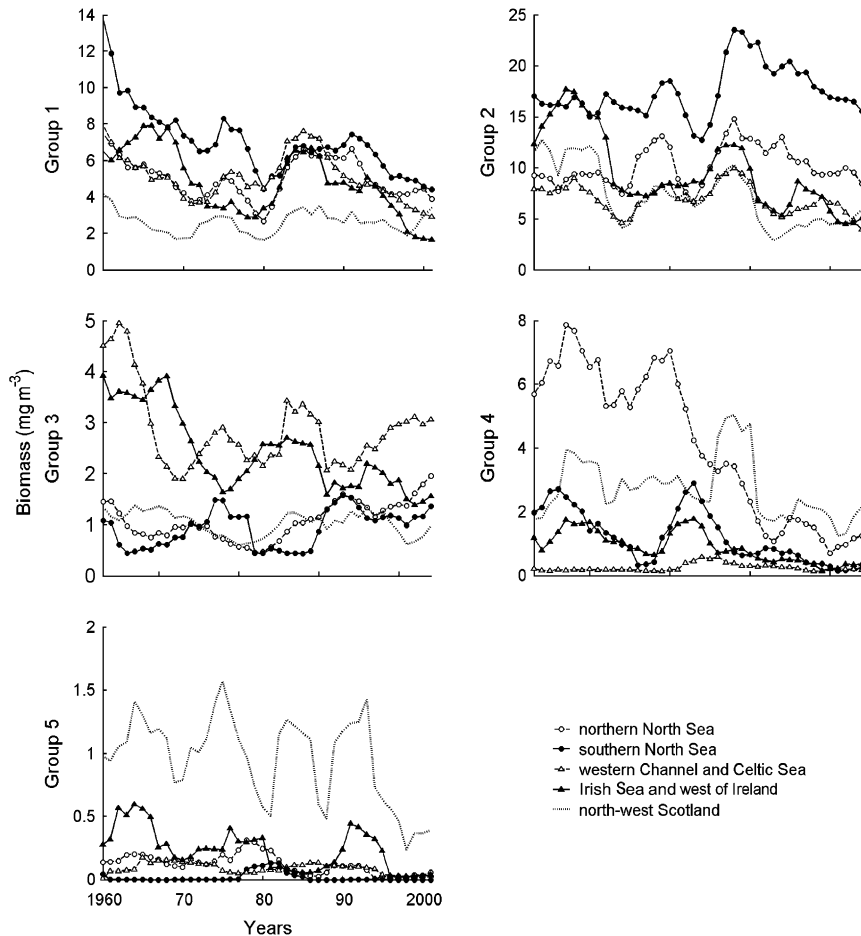 14
12
10
8
6
4
2
0
Group 1
25
20
15
10
5
0
Group 2
5
4
3
2
1
0
Biomass (mg m-3)
Group 3
8
6
4
2
0
Group 4
2
1.5
1
0.5
0
Group 5
1960 70 80 90 2000
Years
northern North Sea
southern North Sea
western Channel and Celtic Sea
Irish Sea and west of Ireland
north-west Scotland